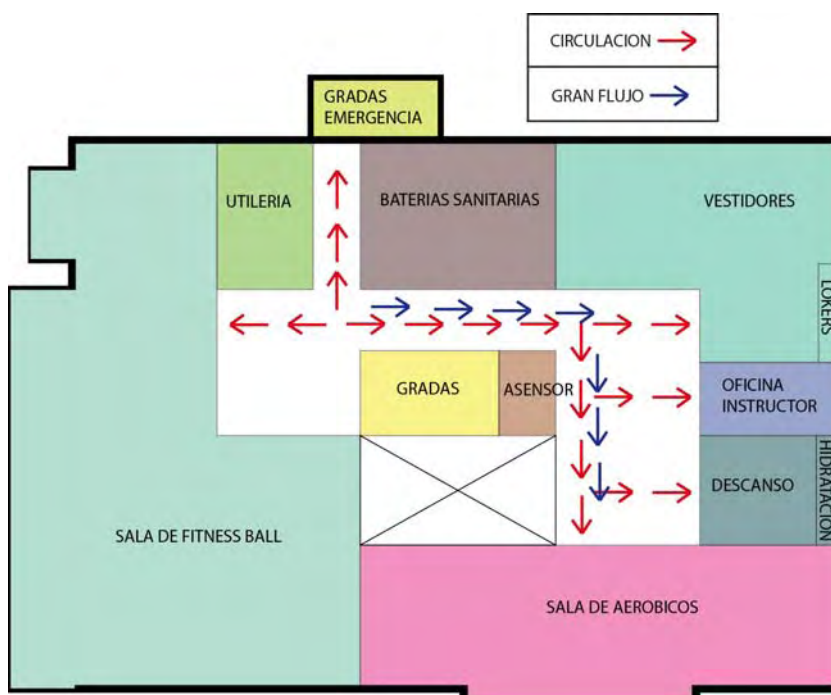 CIRCULACION
GRAN FLUJO
GRADAS
EMERGENCIA
UTILERIA
BATERIAS SANITARIAS
VESTIDORES
LOKERS
GRADAS
ASENSOR
OFICINA
INSTRUCTOR
DESCANSO
HIDRATACION
SALA DE FITNESS BALL
SALA DE AEROBICOS